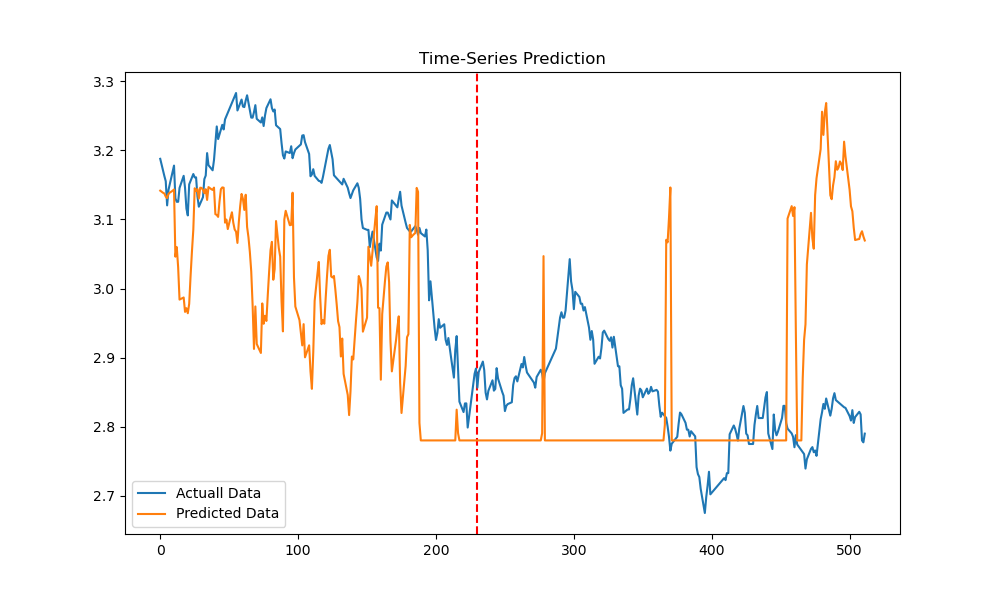 Time-Series Prediction
3.3
3.2
3.1
3.0
2.9
2.8
2.7
Actuall Data
Predicted Data
0 100 200 300 400 500